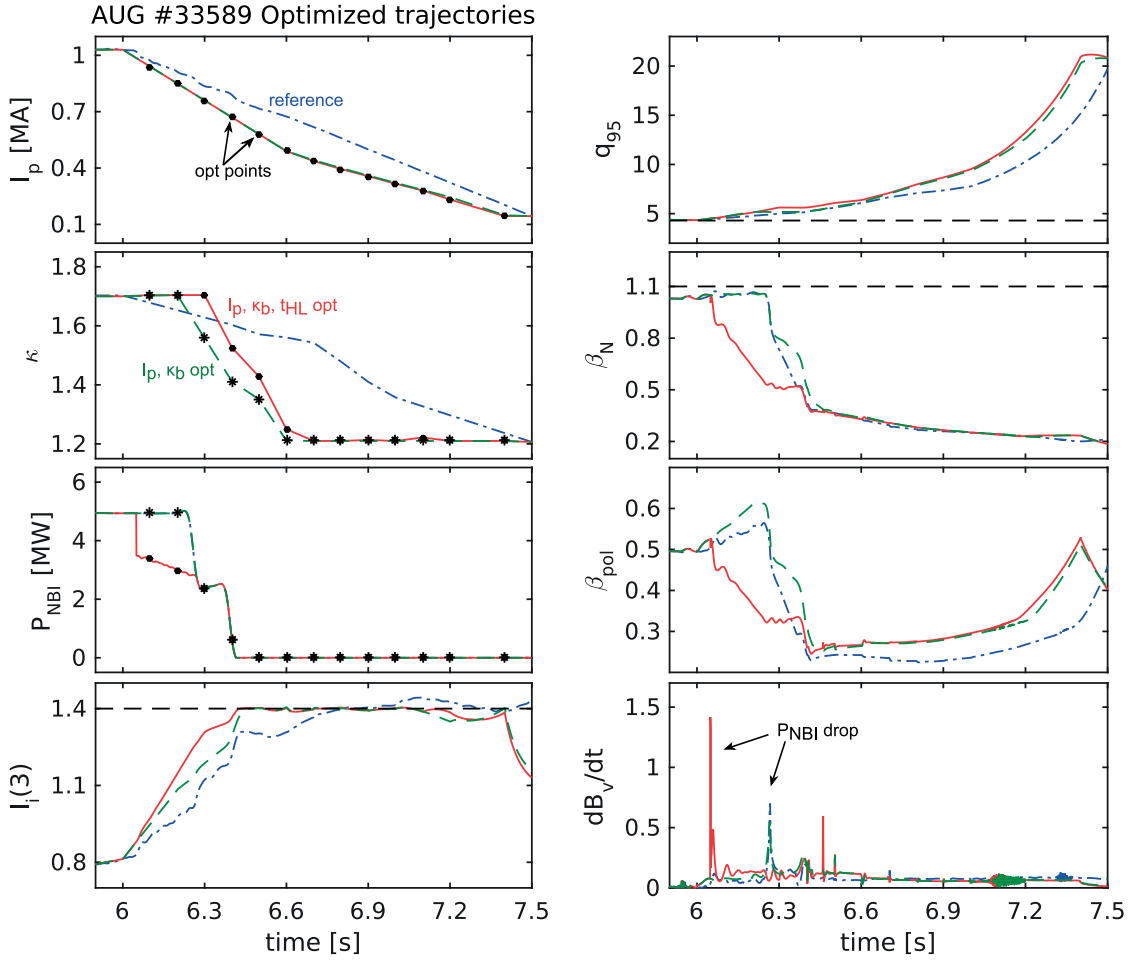 AUG #33589 Optimized trajectories
I_p [MA]
1
0.7
0.4
0.1
reference
opt points
q_95
20
15
10
5
κ
1.8
1.6
1.4
1.2
I_p, κ_b, t_HL opt
I_p, κ_b opt
β_N
1.1
0.8
0.5
0.2
P_NBI [MW]
6
4
2
0
β_pol
0.6
0.5
0.4
0.3
l_i(3)
1.4
1.1
0.8
6 6.3 6.6 6.9 7.2 7.5
time [s]
dB_v/dt
1.5
1
0.5
0
P_NBI drop
6 6.3 6.6 6.9 7.2 7.5
time [s]